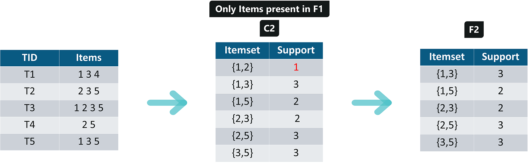 Only Items present in F1
C2
F2
TID Items
T1 1 3 4
T2 2 3 5
T3 1 2 3 5
T4 2 5
T5 1 3 5
Itemset Support
{1,2} 1
{1,3} 3
{1,5} 2
{2,3} 2
{2,5} 3
{3,5} 3
Itemset Support
{1,3} 3
{1,5} 2
{2,3} 2
{2,5} 3
{3,5} 3